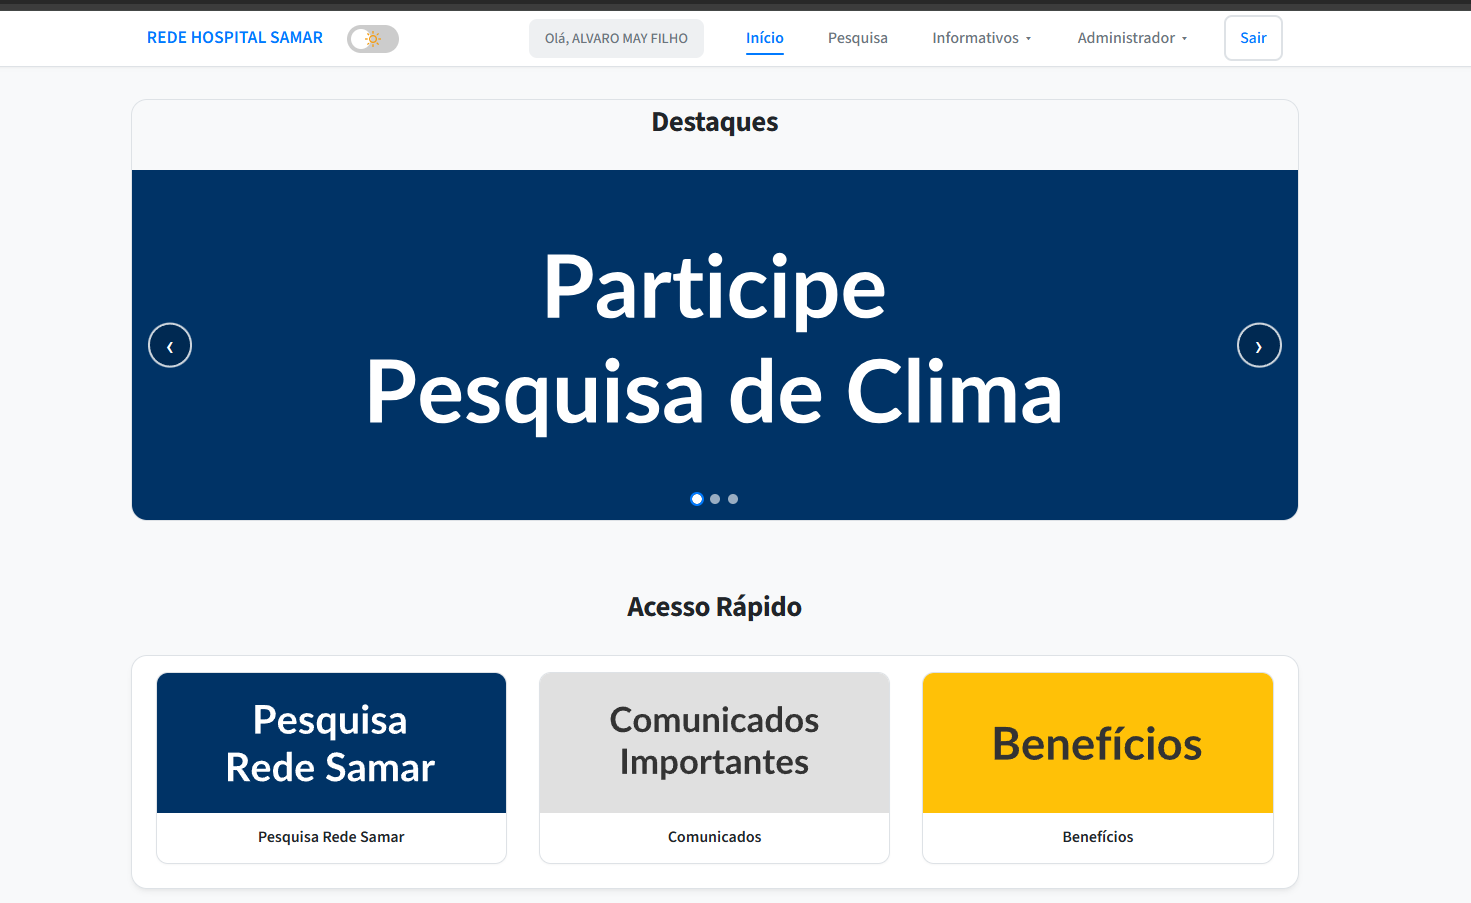 REDE HOSPITAL SAMAR
Olá, ALVARO MAY FILHO
Início
Pesquisa
Informativos
Administrador
Sair
Destaques
Participe
Pesquisa de Clima
Acesso Rápido
Pesquisa
Rede Samar
Pesquisa Rede Samar
Comunicados
Importantes
Comunicados
Benefícios
Benefícios